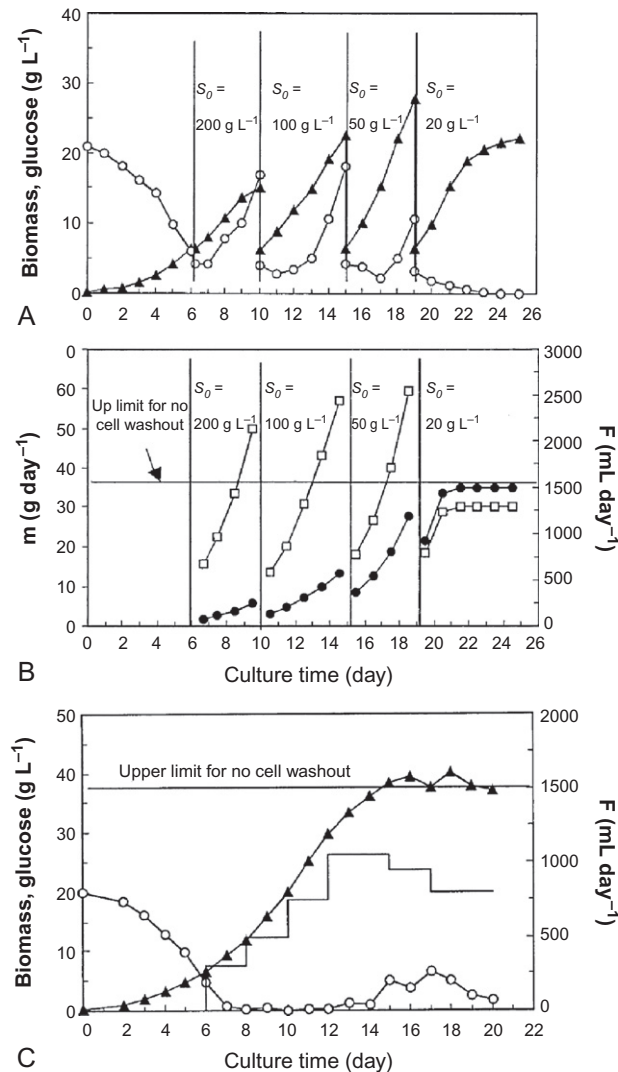 Biomass, glucose (g L⁻¹)
40
30
20
10
0
S₀ =
200 g L⁻¹
S₀ =
100 g L⁻¹
S₀ =
50 g L⁻¹
S₀ =
20 g L⁻¹
0 2 4 6 8 10 12 14 16 18 20 22 24 26
A
m (g day⁻¹)
0
60
50
40
30
20
10
0
Up limit for no
cell washout
S₀ =
200 g L⁻¹
S₀ =
100 g L⁻¹
S₀ =
50 g L⁻¹
S₀ =
20 g L⁻¹
3000
2500
2000
1500
1000
500
0
F (mL day⁻¹)
0 2 4 6 8 10 12 14 16 18 20 22 24 26
Culture time (day)
B
Biomass, glucose (g L⁻¹)
50
40
30
20
10
0
Upper limit for no cell washout
2000
1500
1000
500
0
F (mL day⁻¹)
0 2 4 6 8 10 12 14 16 18 20 22
Culture time (day)
C